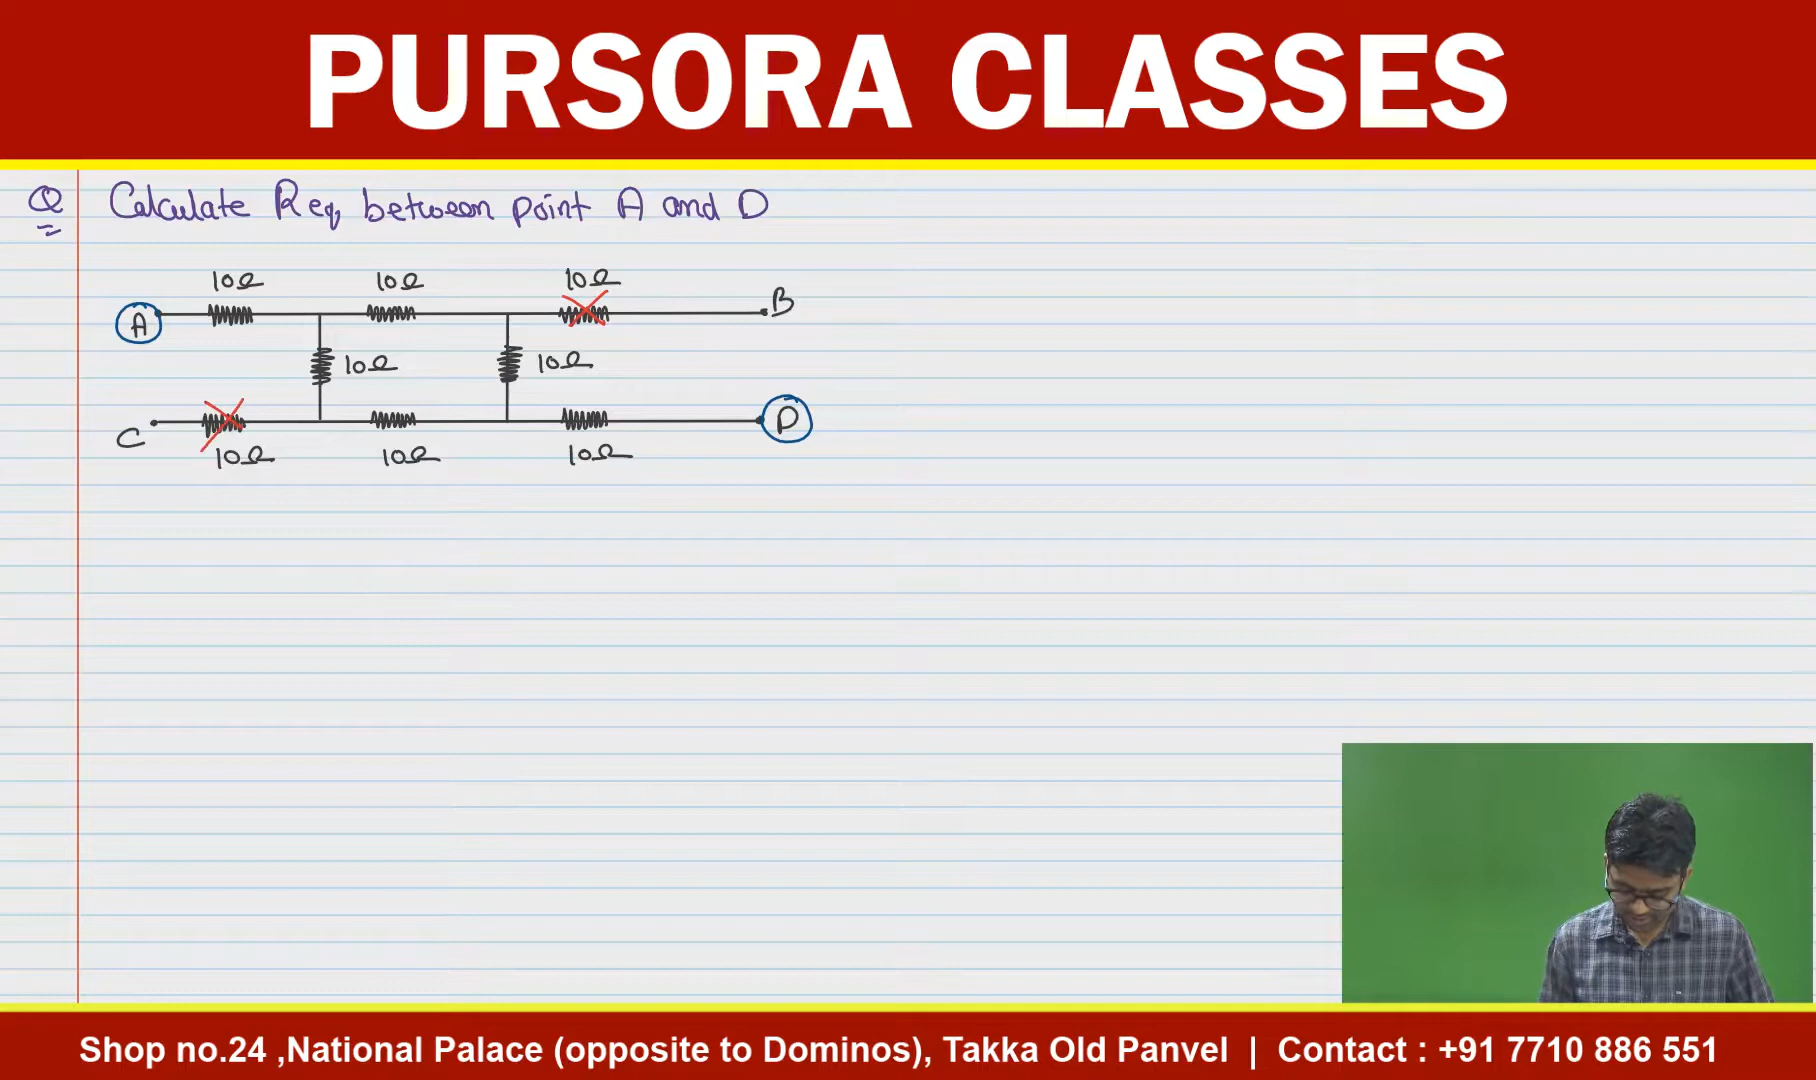 PURSORA CLASSES
Q Calculate Req between point A and D
10Ω 10Ω 10Ω
A B
10Ω 10Ω
C D
10Ω 10Ω 10Ω
Shop no.24 ,National Palace (opposite to Dominos), Takka Old Panvel | Contact : +91 7710 886 551